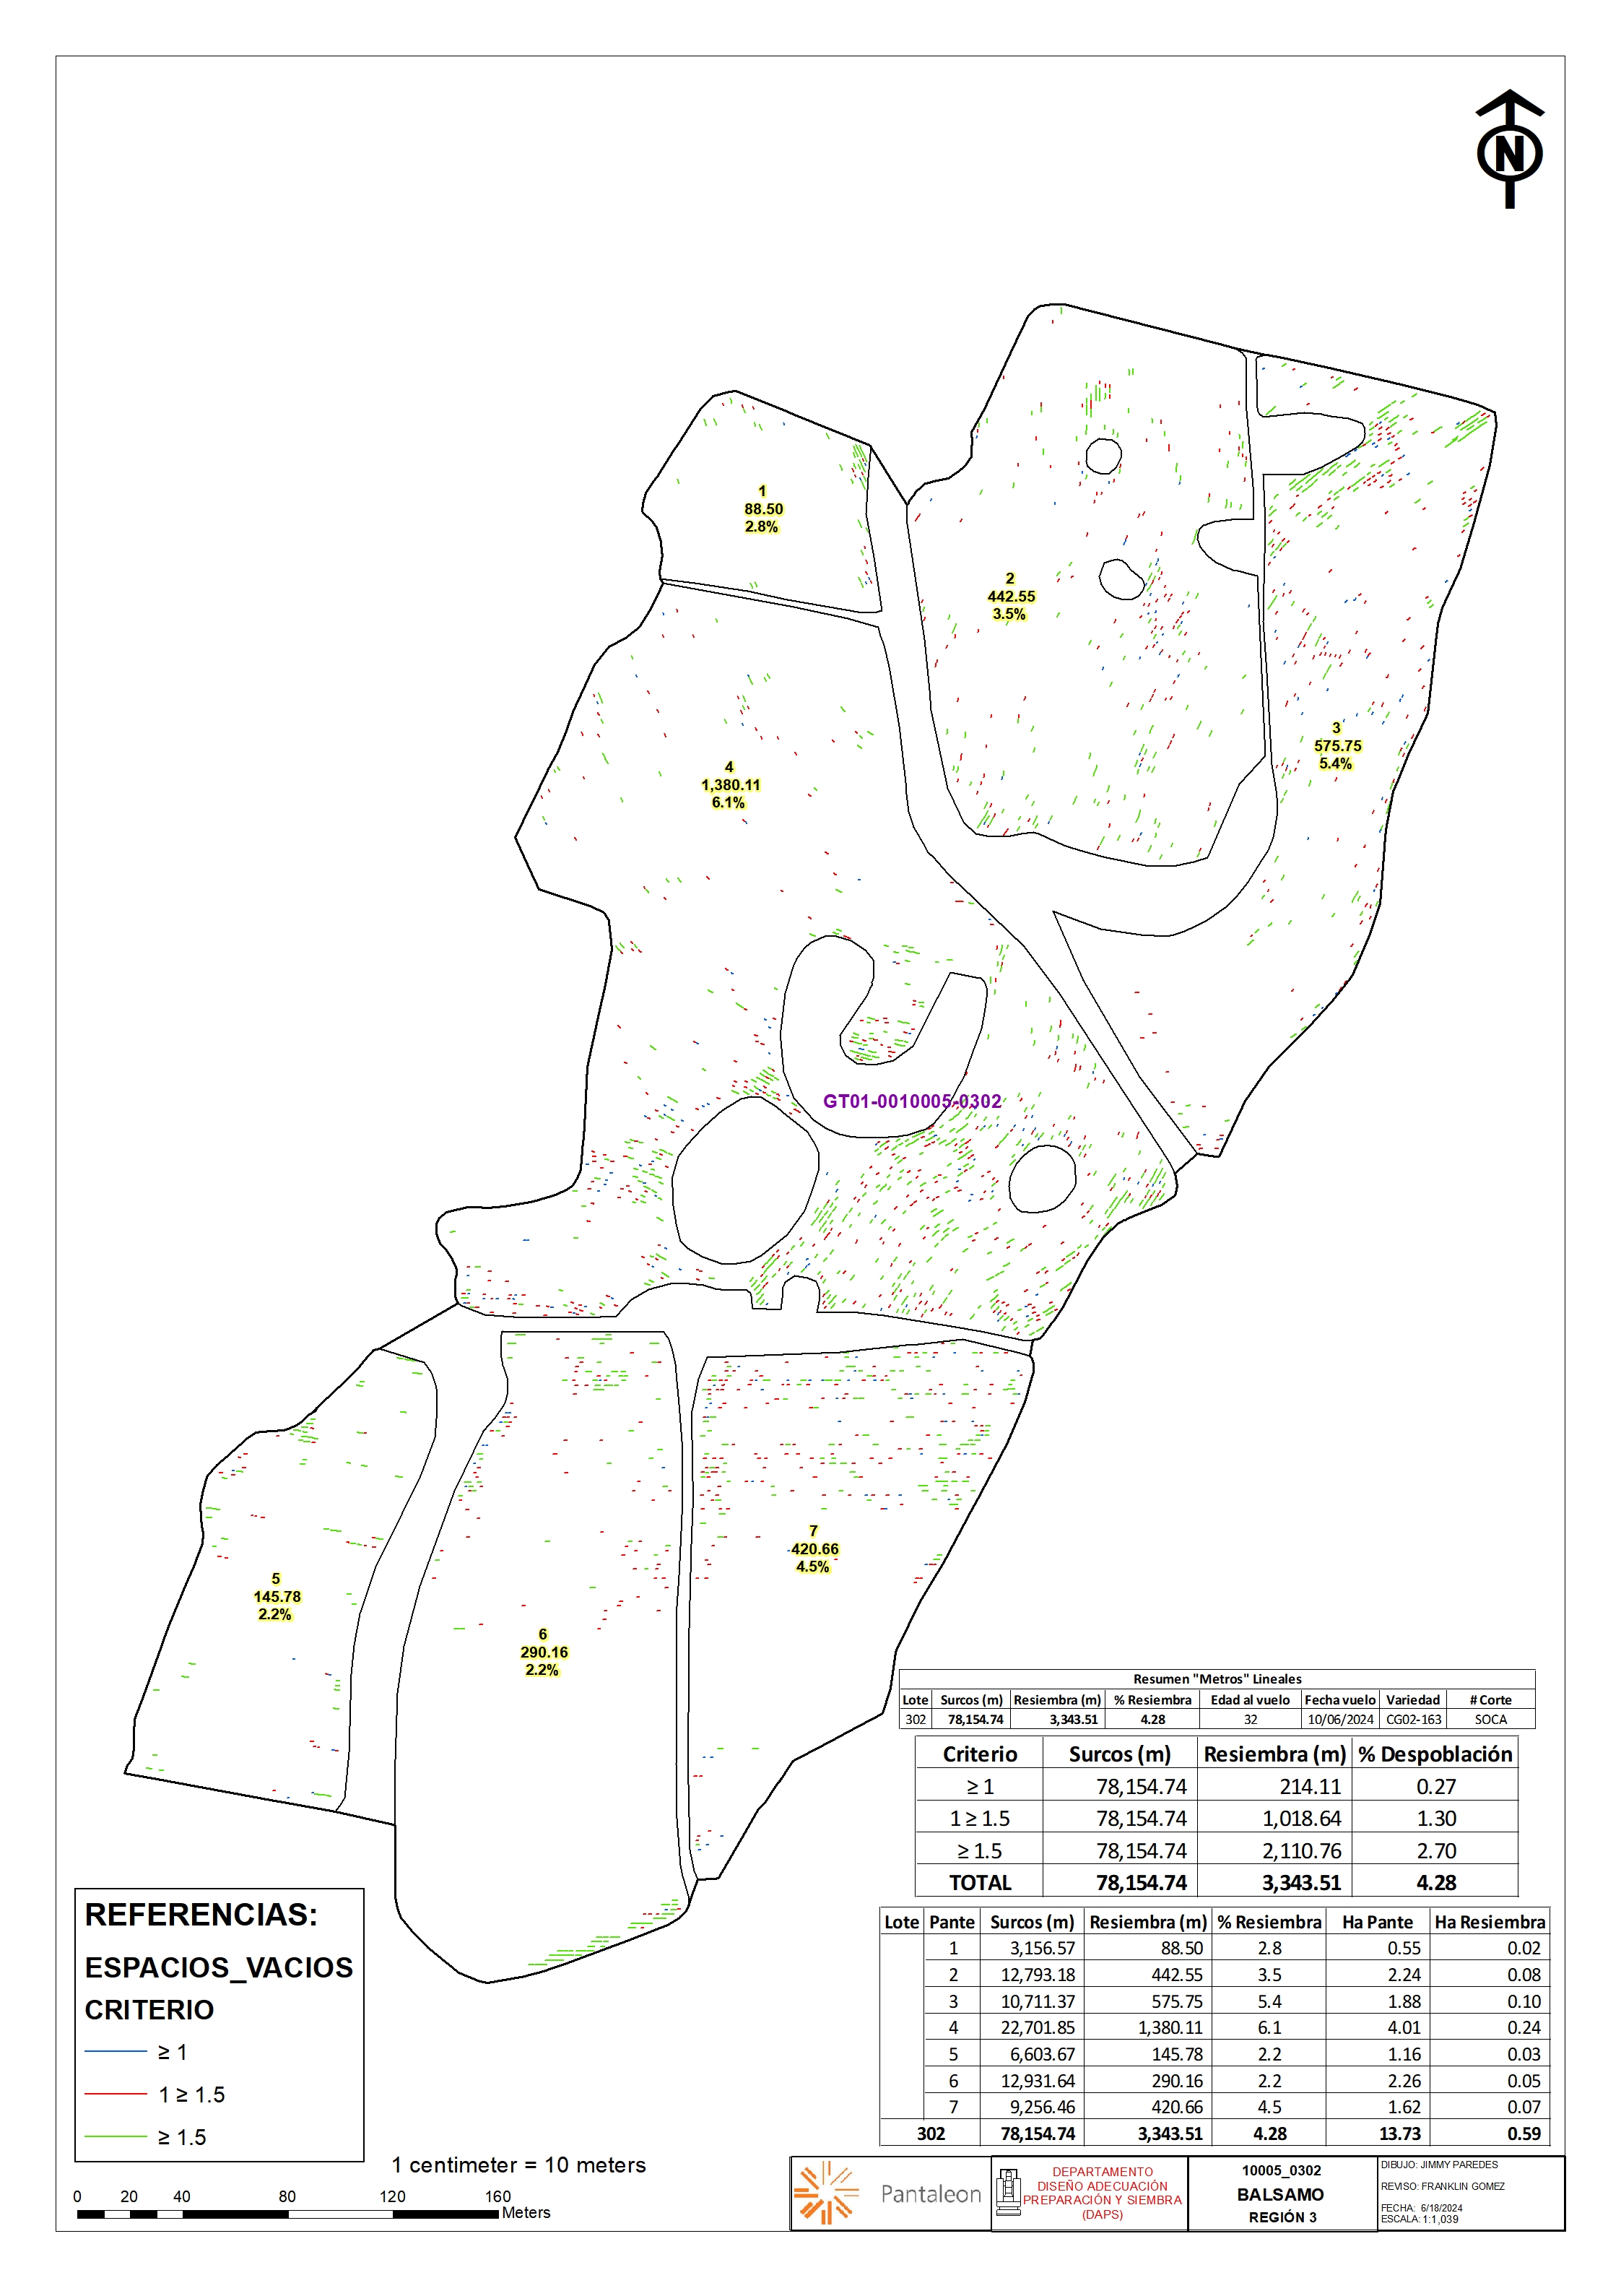 N
1
88.50
2.8%
2
442.55
3.5%
3
575.75
5.4%
4
1,380.11
6.1%
GT01-0010005-0302
7
420.66
4.5%
5
145.78
2.2%
6
290.16
2.2%
Resumen "Metros" Lineales
Lote Surcos (m) Resiembra (m) % Resiembra Edad al vuelo Fecha vuelo Variedad # Corte
302 78,154.74 3,343.51 4.28 32 10/06/2024 CG02-163 SOCA
Criterio Surcos (m) Resiembra (m) % Despoblación
≥ 1 78,154.74 214.11 0.27
1 ≥ 1.5 78,154.74 1,018.64 1.30
≥ 1.5 78,154.74 2,110.76 2.70
TOTAL 78,154.74 3,343.51 4.28
Lote Pante Surcos (m) Resiembra (m) % Resiembra Ha Pante Ha Resiembra
1 3,156.57 88.50 2.8 0.55 0.02
2 12,793.18 442.55 3.5 2.24 0.08
3 10,711.37 575.75 5.4 1.88 0.10
4 22,701.85 1,380.11 6.1 4.01 0.24
5 6,603.67 145.78 2.2 1.16 0.03
6 12,931.64 290.16 2.2 2.26 0.05
7 9,256.46 420.66 4.5 1.62 0.07
302 78,154.74 3,343.51 4.28 13.73 0.59
REFERENCIAS:
ESPACIOS_VACIOS
CRITERIO
≥ 1
1 ≥ 1.5
≥ 1.5
1 centimeter = 10 meters
0 20 40 80 120 160
Meters
Pantaleon
DEPARTAMENTO
DISEÑO ADECUACIÓN
PREPARACIÓN Y SIEMBRA
(DAPS)
10005_0302
BALSAMO
REGIÓN 3
DIBUJO: JIMMY PAREDES
REVISO: FRANKLIN GOMEZ
FECHA: 6/18/2024
ESCALA: 1:1,039